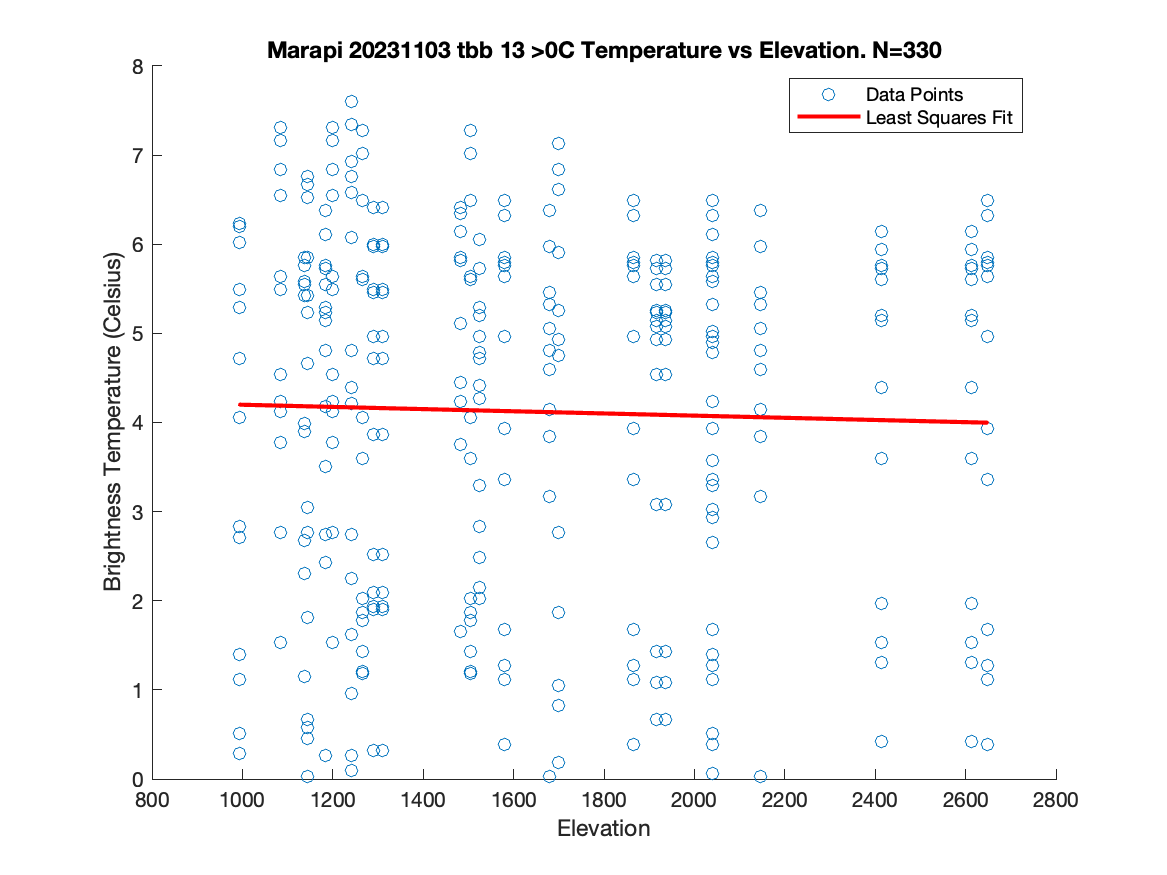 Marapi 20231103 tbb 13 >0C Temperature vs Elevation. N=330
Data Points
Least Squares Fit
8
7
6
5
4
3
2
1
0
Brightness Temperature (Celsius)
800 1000 1200 1400 1600 1800 2000 2200 2400 2600 2800
Elevation